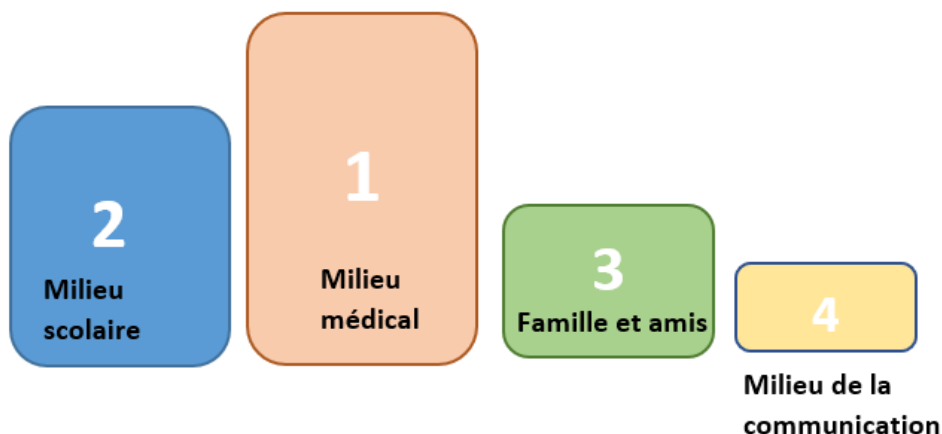 2
Milieu
scolaire
1
Milieu
médical
3
Famille et amis
4
Milieu de la
communication